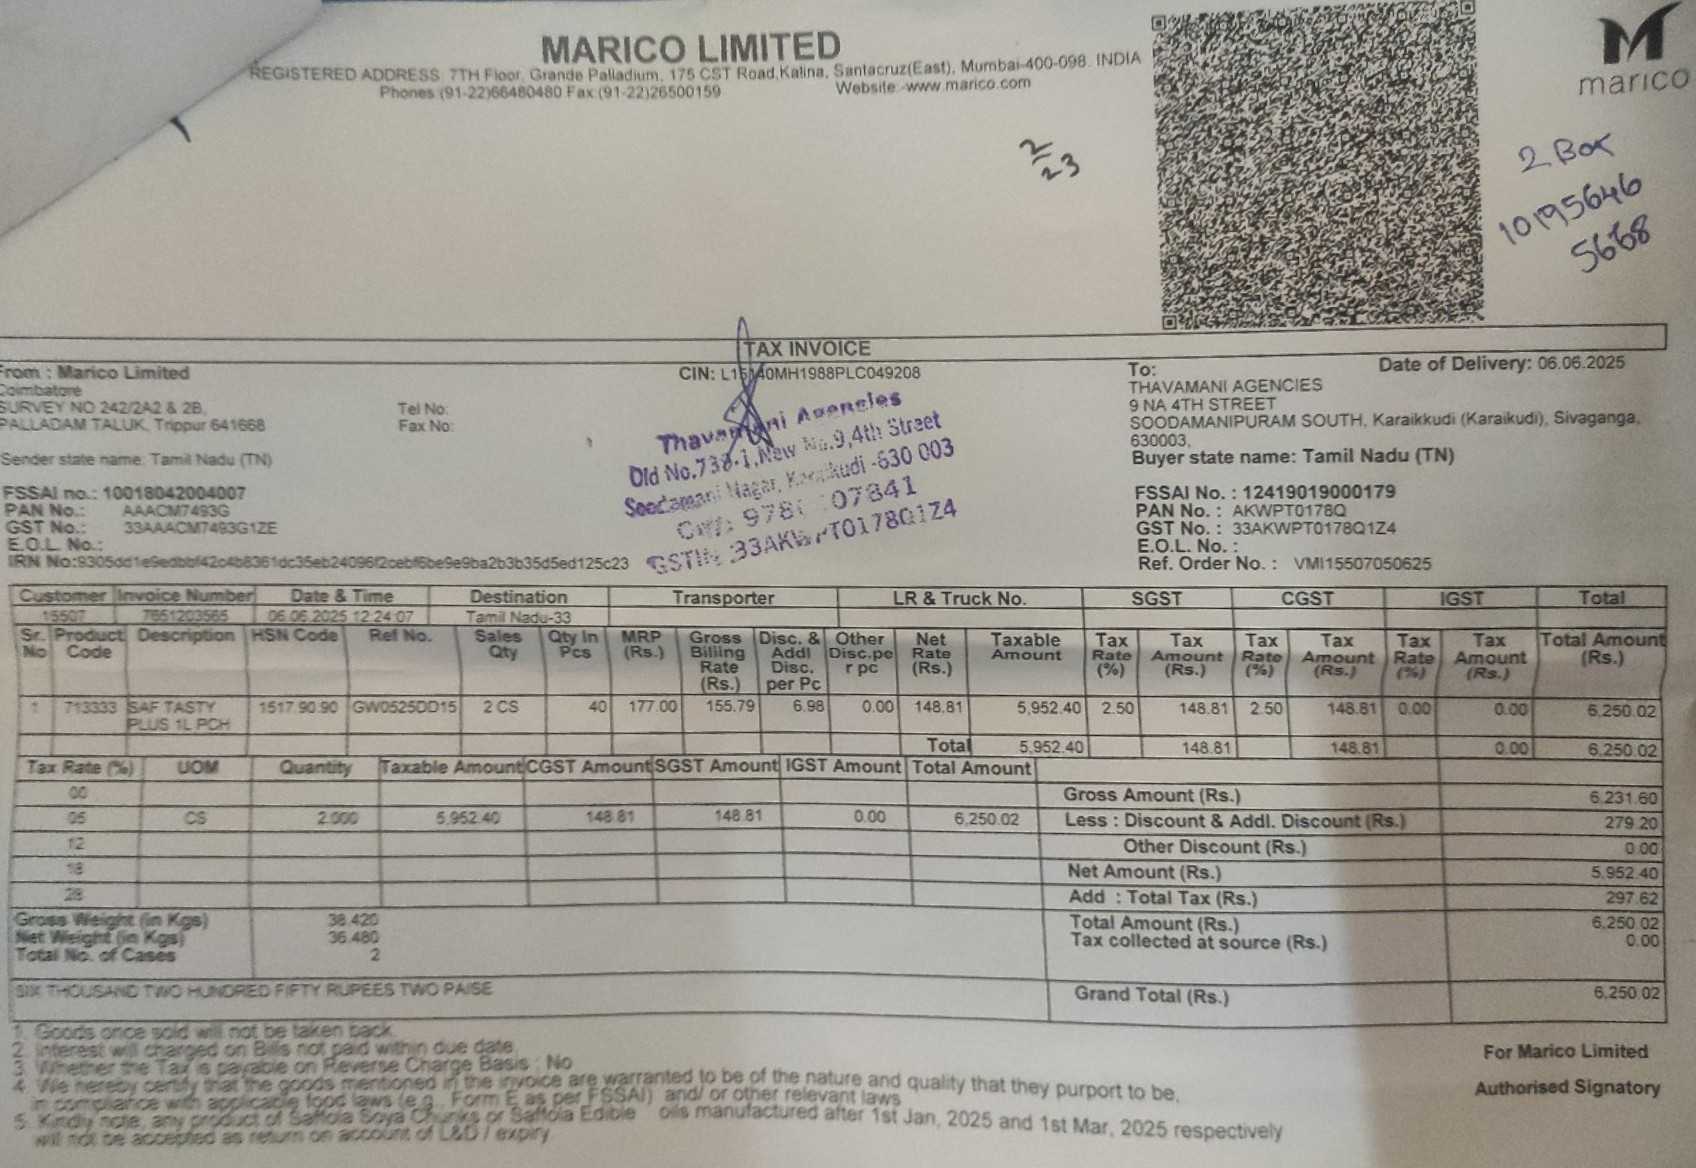 MARICO LIMITED
REGISTERED ADDRESS: 7TH Floor, Grande Palladium, 175 CST Road,Kalina, Santacruz(East), Mumbai-400-098. INDIA
Phones (91-22)66480480 Fax:(91-22)26500159 Website:-www.marico.com
marico
2/23
2 Box
10195646
5668
TAX INVOICE
From : Marico Limited
Coimbatore
SURVEY NO 242/2A2 & 2B,
PALLADAM TALUK, Trippur 641668
Tel No:
Fax No:
Sender state name: Tamil Nadu (TN)
FSSAI no.: 10018042004007
PAN No.: AAACM7493G
GST No.: 33AAACM7493G1ZE
E.O.L. No.:
IRN No:9305dd1e9edbbf42c4b8361dc35eb24096f2cebf6be9e9ba2b3b35d5ed125c23
CIN: L15140MH1988PLC049208
Thavamani Agencies
Old No.738-1,New No.9,4th Street
Soodamani Nagar, Karaikudi -630 003
07841
GSTIN: 33AKWPT0178Q1Z4
To: Date of Delivery: 06.06.2025
THAVAMANI AGENCIES
9 NA 4TH STREET
SOODAMANIPURAM SOUTH, Karaikkudi (Karaikudi), Sivaganga,
630003,
Buyer state name: Tamil Nadu (TN)
FSSAI No. : 12419019000179
PAN No. : AKWPT0178Q
GST No. : 33AKWPT0178Q1Z4
E.O.L. No. :
Ref. Order No. : VMI15507050625
Customer Invoice Number Date & Time Destination Transporter LR & Truck No. SGST CGST IGST Total
15507 7651203565 06.06.2025 12:24:07 Tamil Nadu-33
Sr. No Product Code Description HSN Code Ref No. Sales Qty Qty In Pcs MRP (Rs.) Gross Billing Rate (Rs.) Disc. & Addl Disc. per Pc Other Disc.per pc Net Rate (Rs.) Taxable Amount Tax Rate (%) Tax Amount (Rs.) Tax Rate (%) Tax Amount (Rs.) Tax Rate (%) Tax Amount (Rs.) Total Amount (Rs.)
1 713333 SAF TASTY PLUS 1L PCH 1517.90.90 GW0525DD15 2 CS 40 177.00 155.79 6.98 0.00 148.81 5,952.40 2.50 148.81 2.50 148.81 0.00 0.00 6,250.02
Total 5,952.40 148.81 148.81 0.00 6,250.02
Tax Rate (%) UOM Quantity Taxable Amount CGST Amount SGST Amount IGST Amount Total Amount
00
05 CS 2.000 5,952.40 148.81 148.81 0.00 6,250.02
12
18
28
Gross Amount (Rs.) 6,231.60
Less : Discount & Addl. Discount (Rs.) 279.20
Other Discount (Rs.) 0.00
Net Amount (Rs.) 5,952.40
Add : Total Tax (Rs.) 297.62
Total Amount (Rs.) 6,250.02
Tax collected at source (Rs.) 0.00
Gross Weight (in Kgs) 38.420
Net Weight (in Kgs) 36.480
Total No. of Cases 2
SIX THOUSAND TWO HUNDRED FIFTY RUPEES TWO PAISE
Grand Total (Rs.) 6,250.02
1. Goods once sold will not be taken back.
2. Interest will charged on Bills not paid within due date.
3. Whether the Tax is payable on Reverse Charge Basis : No
4. We hereby certify that the goods mentioned in the invoice are warranted to be of the nature and quality that they purport to be,
in compliance with applicable food laws (e.g., Form E as per FSSAI) and/ or other relevant laws
5. Kindly note, any product of Saffola Soya Chunks or Saffola Edible oils manufactured after 1st Jan, 2025 and 1st Mar, 2025 respectively
will not be accepted as return on account of L&D / expiry
For Marico Limited
Authorised Signatory